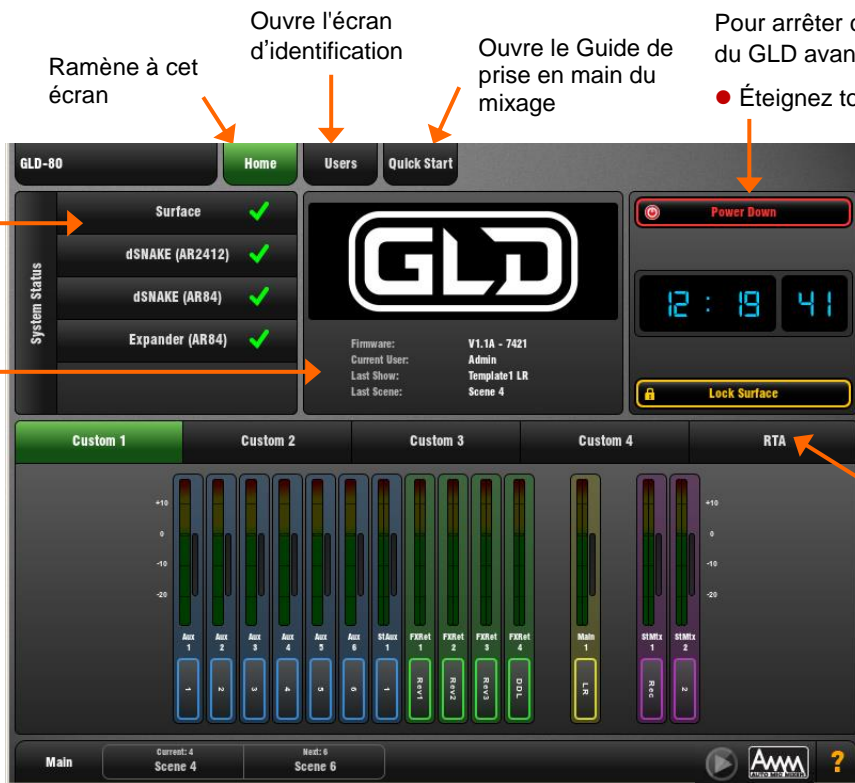 Ramène à cet
écran
Ouvre l'écran
d’identification
Ouvre le Guide de
prise en main du
mixage
Pour arrêter
du GLD avan
● Éteignez to
GLD-80
Home
Users
Quick Start
System Status
Surface
dSNAKE (AR2412)
dSNAKE (AR84)
Expander (AR84)
GLD
Firmware: V1.1A - 7421
Current User: Admin
Last Show: Template1 LR
Last Scene: Scene 4
Power Down
12 : 19 41
Lock Surface
Custom 1
Custom 2
Custom 3
Custom 4
RTA
+10
0
-10
-20
+10
0
-10
-20
Aux 1
Aux 2
Aux 3
Aux 4
Aux 5
Aux 6
StAux 1
FXRet 1
FXRet 2
FXRet 3
FXRet 4
Main 1
StMtx 1
StMtx 2
1
2
3
4
5
6
1
Rev1
Rev2
Rev3
DDL
LR
Rec
2
Main
Current: 4
Scene 4
Next: 6
Scene 6
AMM
AUTO MIC MIXER
?